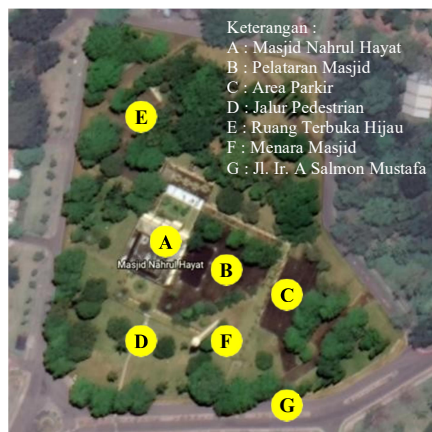 Keterangan :
A : Masjid Nahrul Hayat
B : Pelataran Masjid
C : Area Parkir
D : Jalur Pedestrian
E : Ruang Terbuka Hijau
F : Menara Masjid
G : Jl. Ir. A Salmon Mustafa
E
A
Masjid Nahrul Hayat
B
C
D
F
G